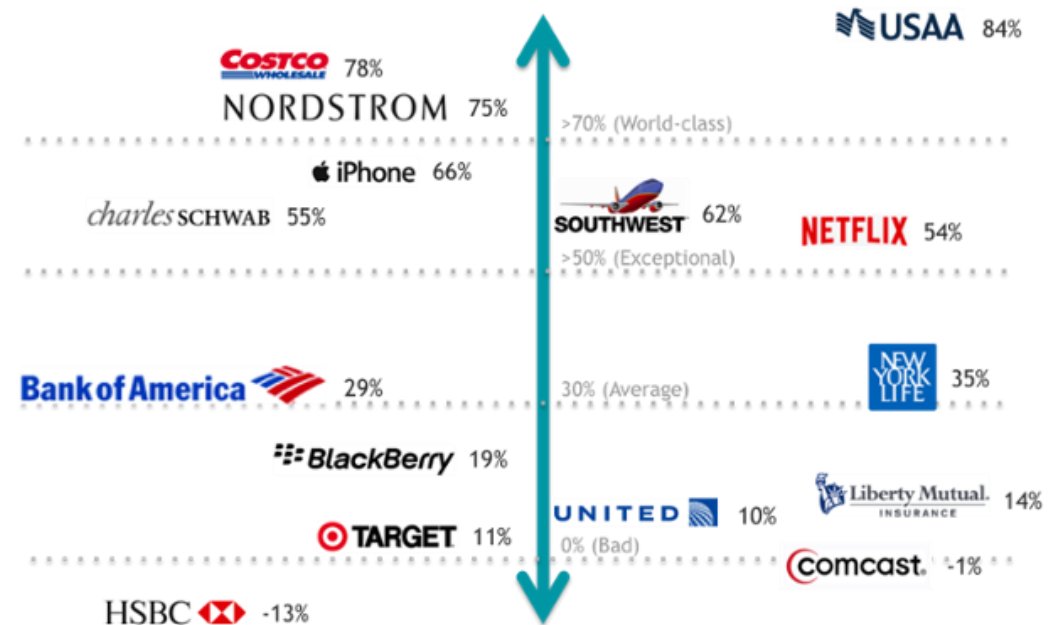 USAA 84%
COSTCO WHOLESALE 78%
NORDSTROM 75%
>70% (World-class)
iPhone 66%
charles SCHWAB 55%
SOUTHWEST 62%
NETFLIX 54%
>50% (Exceptional)
Bank of America 29%
30% (Average)
NEW YORK LIFE 35%
BlackBerry 19%
Liberty Mutual. INSURANCE 14%
UNITED 10%
TARGET 11%
0% (Bad)
comcast. -1%
HSBC -13%